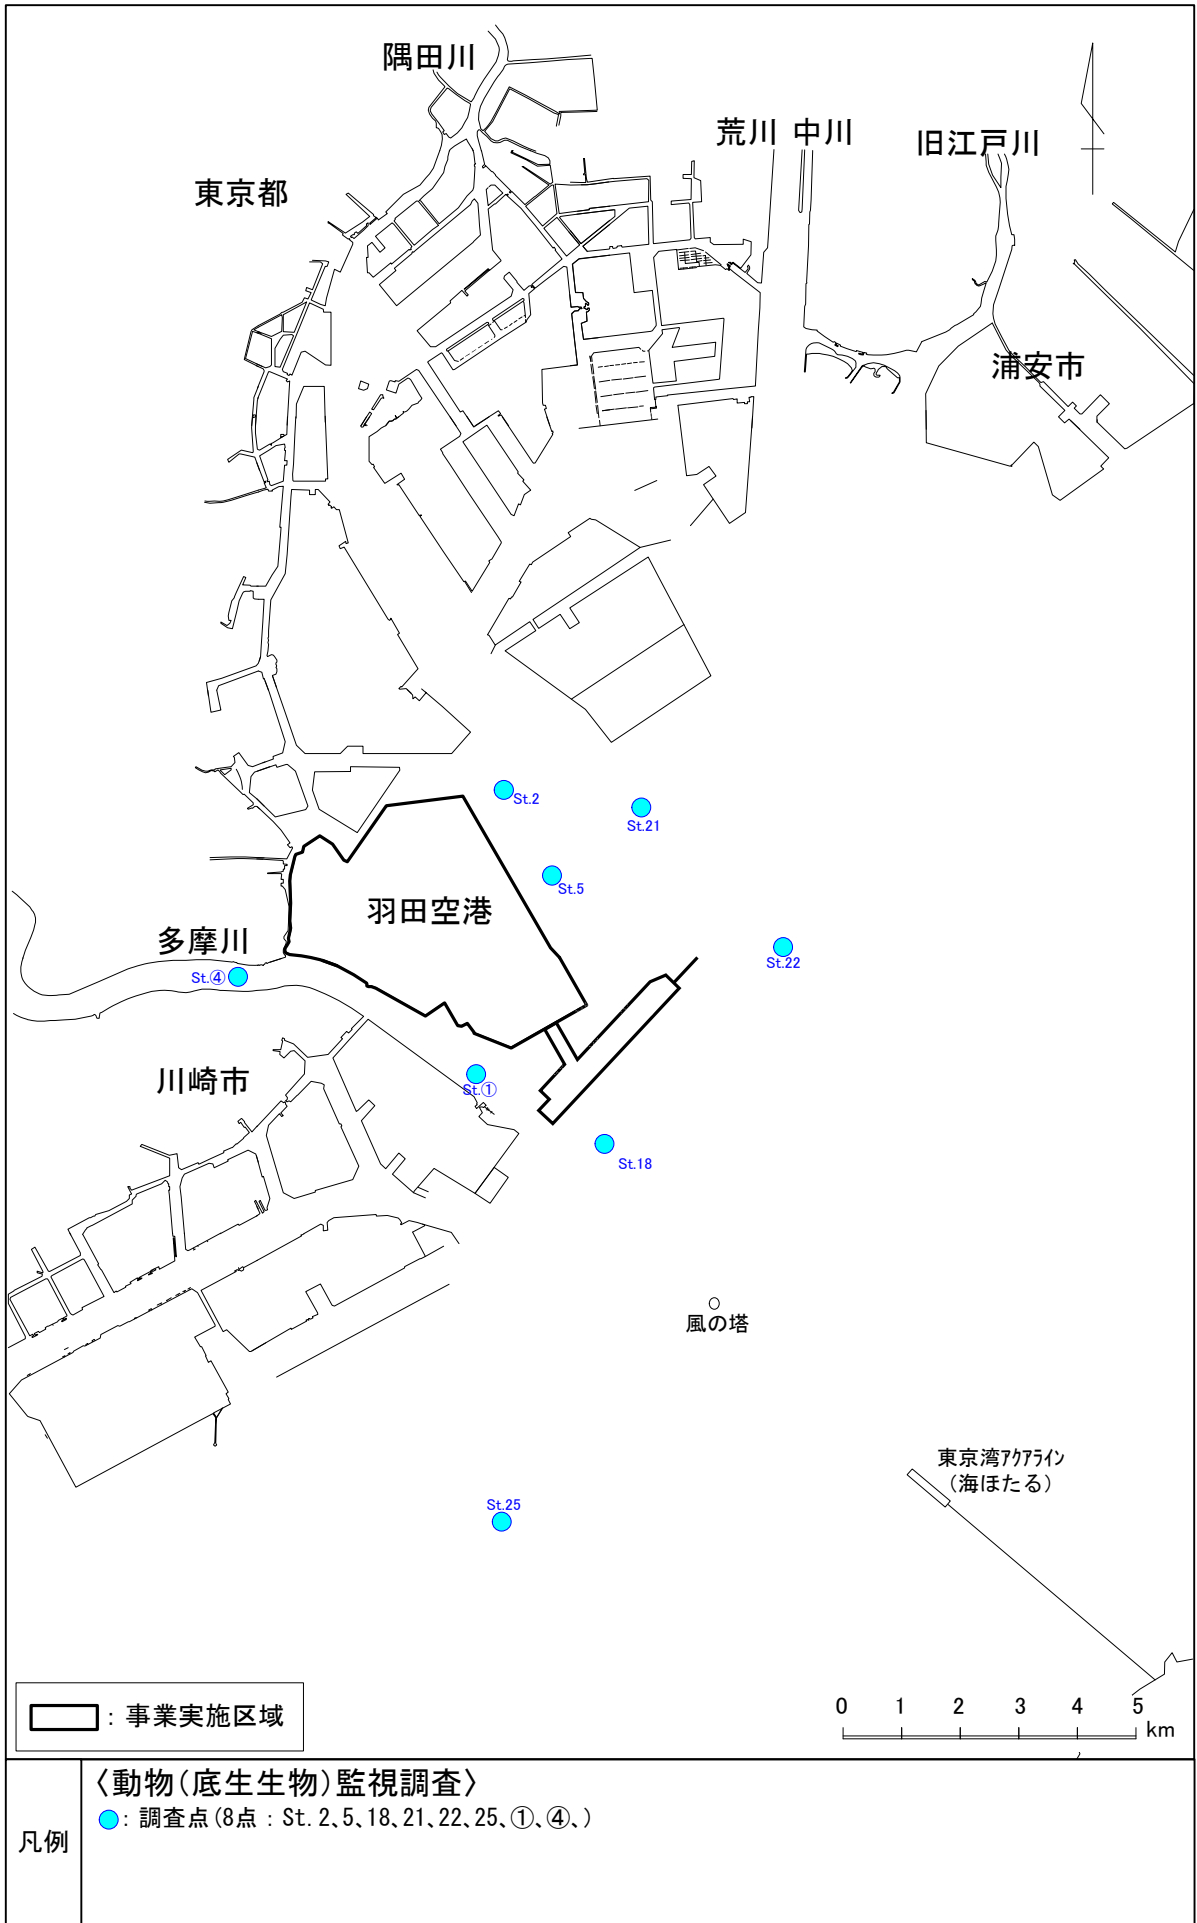 隅田川
荒川 中川
旧江戸川
東京都
浦安市
St.2
St.21
St.5
羽田空港
多摩川
St.22
St.④
川崎市
St.①
St.18
風の塔
東京湾ｱｸｱﾗｲﾝ
（海ほたる）
St.25
：事業実施区域
0 1 2 3 4 5
km
凡例
〈動物(底生生物)監視調査〉
：調査点(8点：St.2､5､18､21､22､25､①､④､)